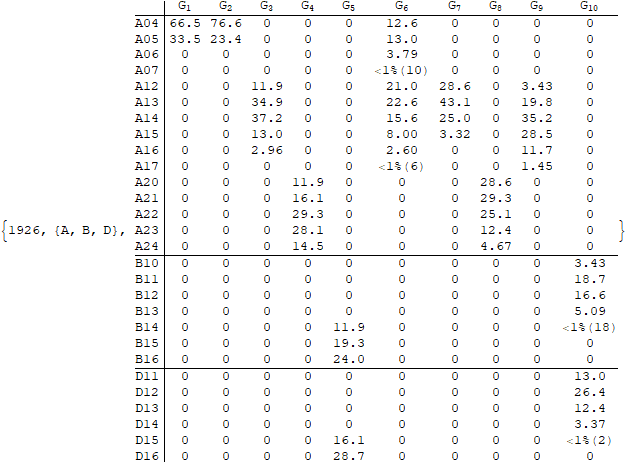 G1 G2 G3 G4 G5 G6 G7 G8 G9 G10
A04 66.5 76.6 0 0 0 12.6 0 0 0 0
A05 33.5 23.4 0 0 0 13.0 0 0 0 0
A06 0 0 0 0 0 3.79 0 0 0 0
A07 0 0 0 0 0 <1%(10) 0 0 0 0
A12 0 0 11.9 0 0 21.0 28.6 0 3.43 0
A13 0 0 34.9 0 0 22.6 43.1 0 19.8 0
A14 0 0 37.2 0 0 15.6 25.0 0 35.2 0
A15 0 0 13.0 0 0 8.00 3.32 0 28.5 0
A16 0 0 2.96 0 0 2.60 0 0 11.7 0
A17 0 0 0 0 0 <1%(6) 0 0 1.45 0
A20 0 0 0 11.9 0 0 0 28.6 0 0
A21 0 0 0 16.1 0 0 0 29.3 0 0
A22 0 0 0 29.3 0 0 0 25.1 0 0
{1926, {A, B, D}, A23 0 0 0 28.1 0 0 0 12.4 0 0 }
A24 0 0 0 14.5 0 0 0 4.67 0 0
B10 0 0 0 0 0 0 0 0 0 3.43
B11 0 0 0 0 0 0 0 0 0 18.7
B12 0 0 0 0 0 0 0 0 0 16.6
B13 0 0 0 0 0 0 0 0 0 5.09
B14 0 0 0 0 11.9 0 0 0 0 <1%(18)
B15 0 0 0 0 19.3 0 0 0 0 0
B16 0 0 0 0 24.0 0 0 0 0 0
D11 0 0 0 0 0 0 0 0 0 13.0
D12 0 0 0 0 0 0 0 0 0 26.4
D13 0 0 0 0 0 0 0 0 0 12.4
D14 0 0 0 0 0 0 0 0 0 3.37
D15 0 0 0 0 16.1 0 0 0 0 <1%(2)
D16 0 0 0 0 28.7 0 0 0 0 0